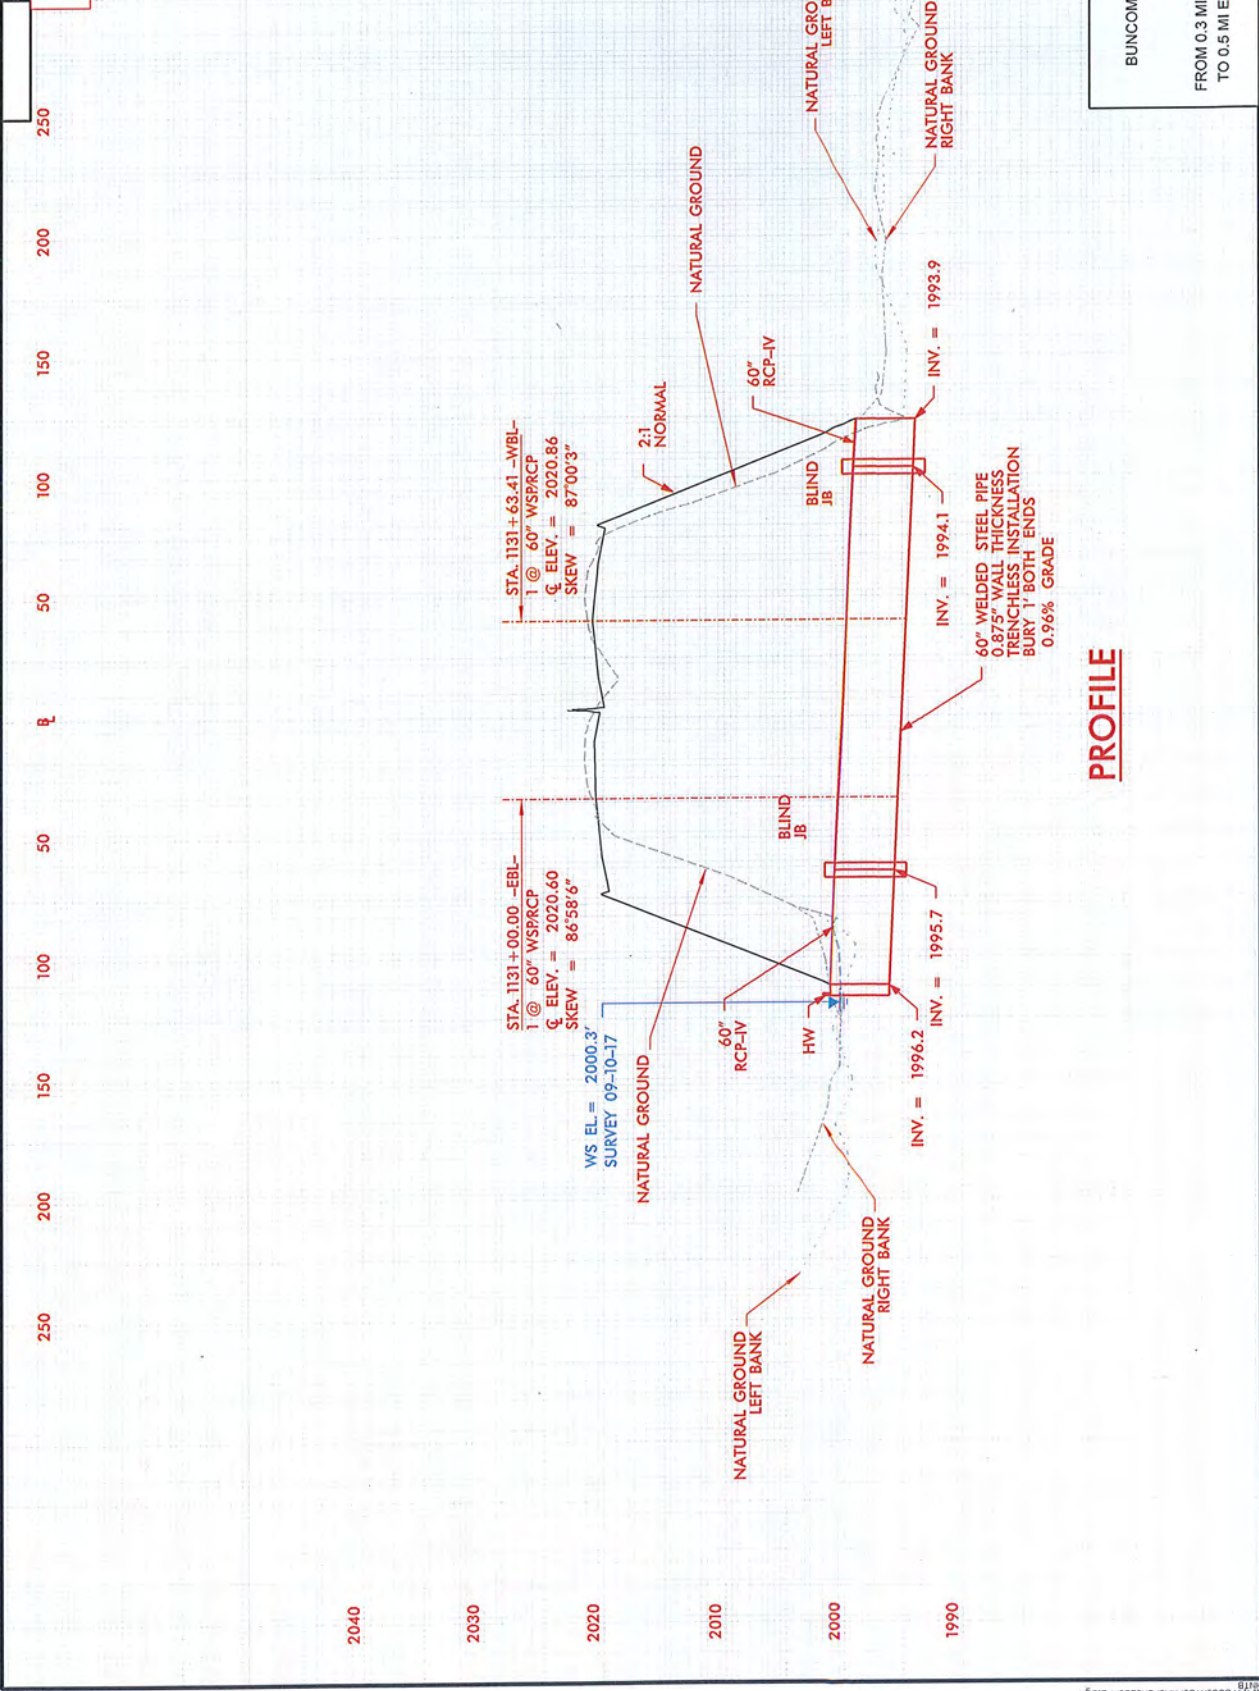 250
200
150
100
50
B
L
50
100
150
200
250
2040
2030
2020
2010
2000
1990
NATURAL GROUND
LEFT BANK
NATURAL GROUND
RIGHT BANK
WS EL. = 2000.3'
SURVEY 09-10-17
NATURAL GROUND
STA. 1131+00.00 -EBL-
1 @ 60" WSP/RCP
℄ ELEV. = 2020.60
SKEW = 86°58'6"
60"
RCP-IV
HW
INV. = 1996.2
INV. = 1995.7
BLIND
JB
STA. 1131+63.41 -WBL-
1 @ 60" WSP/RCP
℄ ELEV. = 2020.86
SKEW = 87°00'3"
2:1
NORMAL
NATURAL GROUND
60"
RCP-IV
BLIND
JB
INV. = 1994.1
INV. = 1993.9
60" WELDED STEEL PIPE
0.875" WALL THICKNESS
TRENCHLESS INSTALLATION
BURY 1' BOTH ENDS
0.96% GRADE
NATURAL GRO
LEFT B
NATURAL GROUND
RIGHT BANK
PROFILE
BUNCOM
FROM 0.3 MI
TO 0.5 MI E